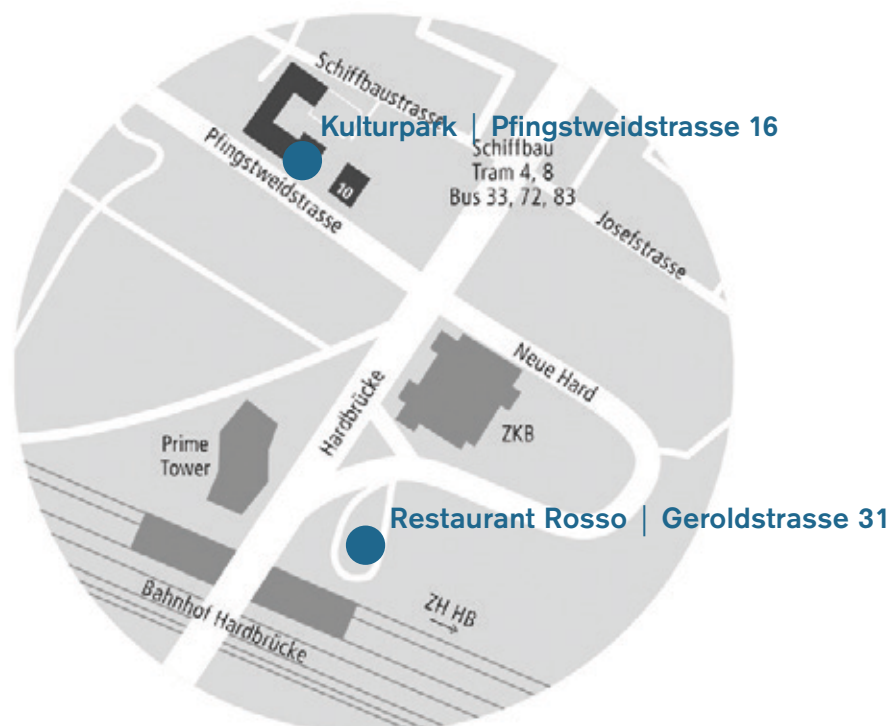 Schiffbaustrasse
Kulturpark | Pfingstweidstrasse 16
Pfingstweidstrasse
10
Schiffbau
Tram 4, 8
Bus 33, 72, 83
Josefstrasse
Neue Hard
Hardbrücke
ZKB
Prime
Tower
Restaurant Rosso | Geroldstrasse 31
Bahnhof Hardbrücke
ZH HB